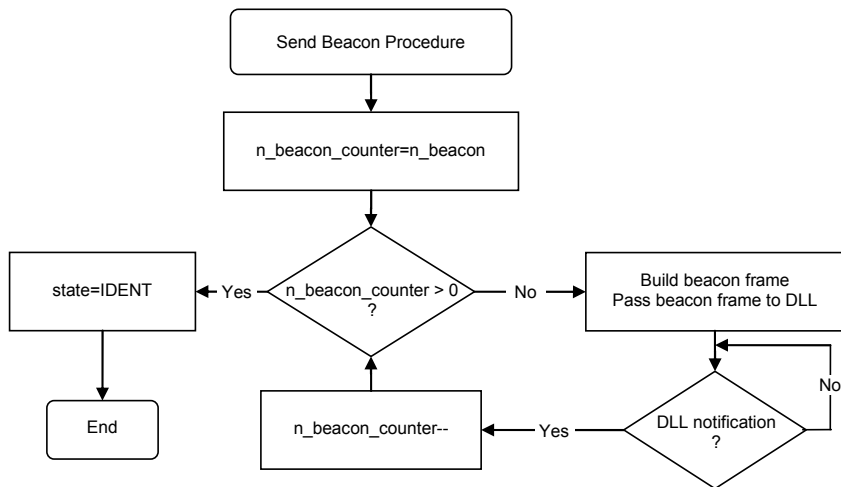 Send Beacon Procedure
n_beacon_counter=n_beacon
state=IDENT
Yes
n_beacon_counter > 0
?
No
Build beacon frame
Pass beacon frame to DLL
No
End
n_beacon_counter--
Yes
DLL notification
?